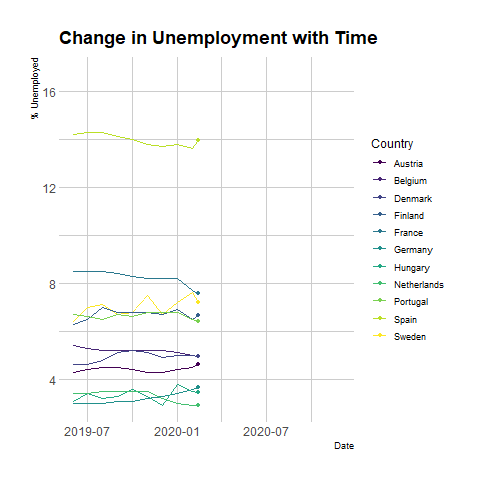 Change in Unemployment with Time
% Unemployed
16
12
8
4
2019-07
2020-01
2020-07
Date
Country
Austria
Belgium
Denmark
Finland
France
Germany
Hungary
Netherlands
Portugal
Spain
Sweden